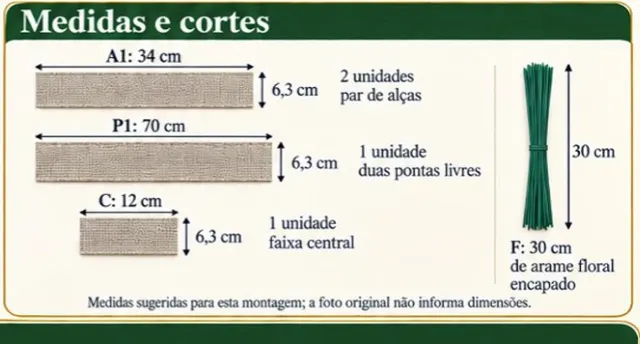 Medidas e cortes
A1: 34 cm
6,3 cm
2 unidades
par de alças
P1: 70 cm
6,3 cm
1 unidade
duas pontas livres
C: 12 cm
6,3 cm
1 unidade
faixa central
30 cm
F: 30 cm
de arame floral
encapado
Medidas sugeridas para esta montagem; a foto original não informa dimensões.